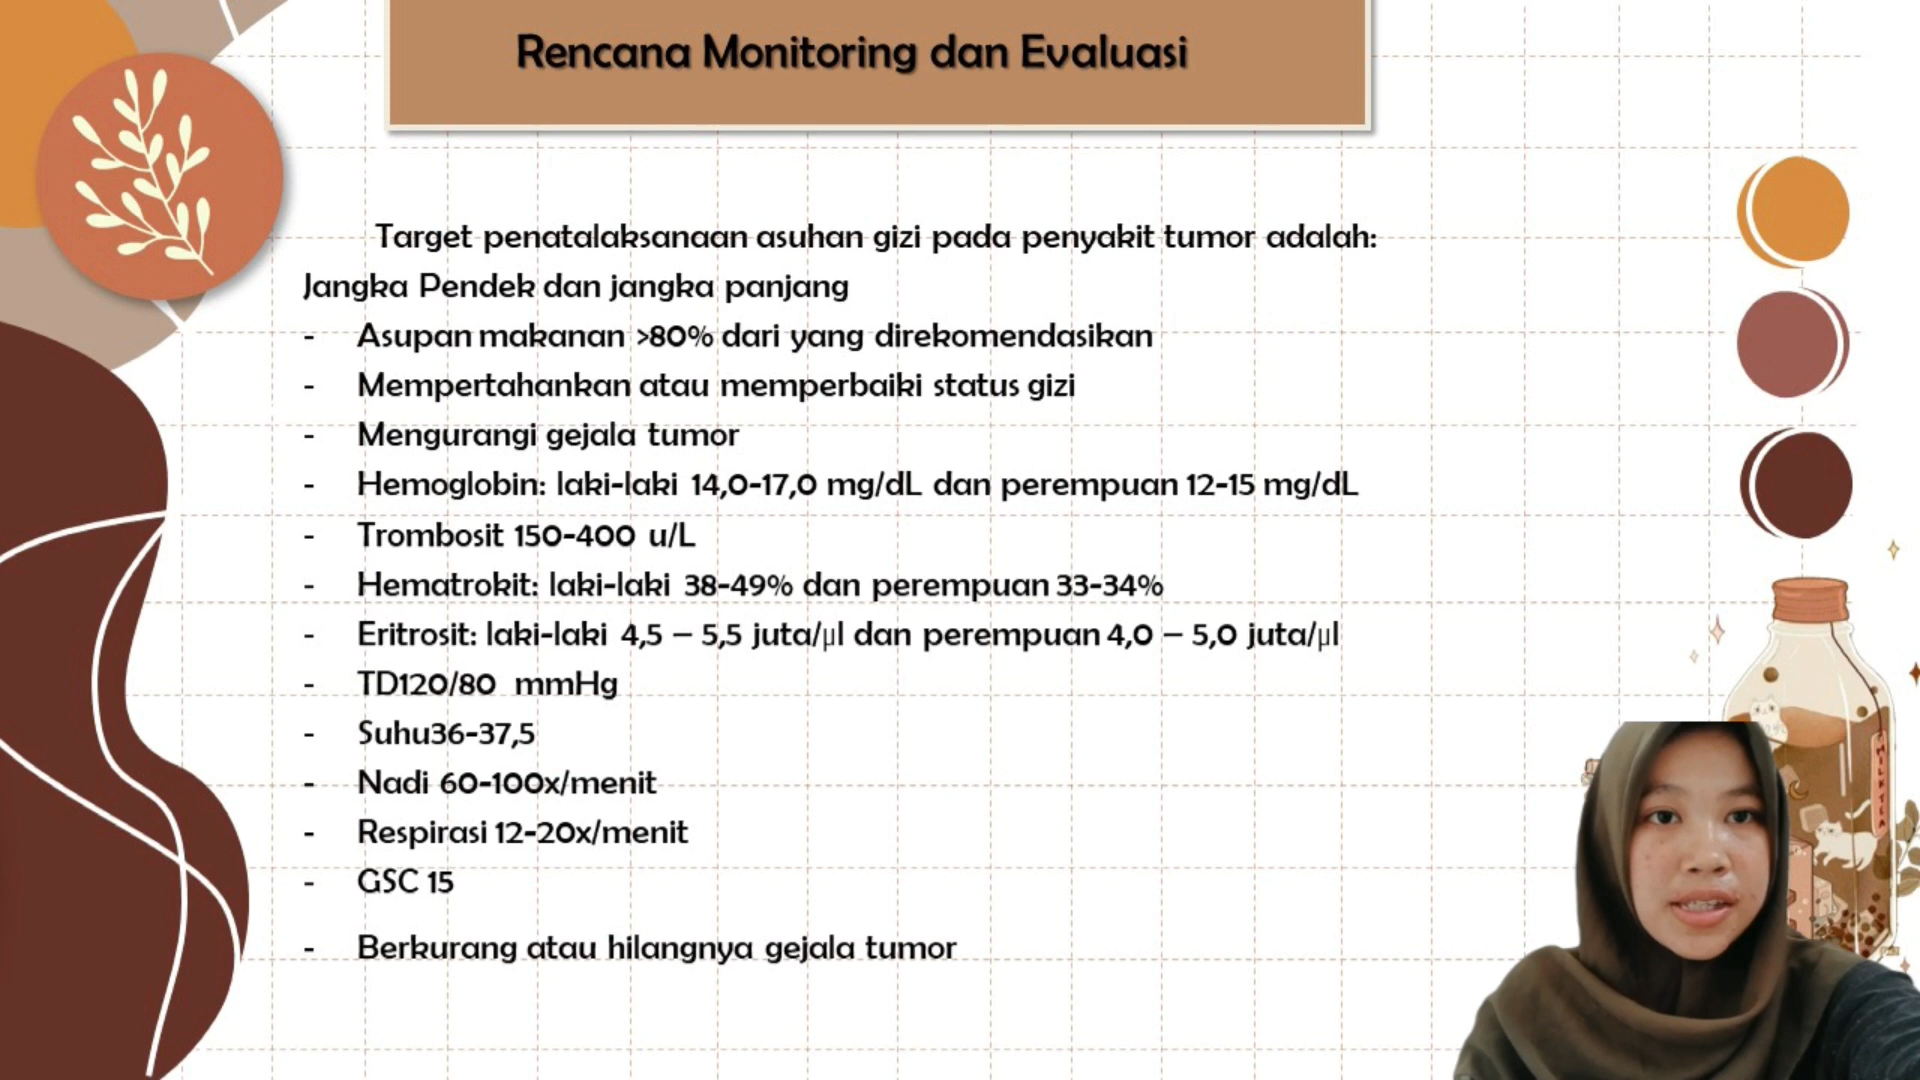 Rencana Monitoring dan Evaluasi
Target penatalaksanaan asuhan gizi pada penyakit tumor adalah:
Jangka Pendek dan jangka panjang
- Asupan makanan >80% dari yang direkomendasikan
- Mempertahankan atau memperbaiki status gizi
- Mengurangi gejala tumor
- Hemoglobin: laki-laki 14,0-17,0 mg/dL dan perempuan 12-15 mg/dL
- Trombosit 150-400 u/L
- Hematrokit: laki-laki 38-49% dan perempuan 33-34%
- Eritrosit: laki-laki 4,5 – 5,5 juta/µl dan perempuan 4,0 – 5,0 juta/µl
- TD120/80 mmHg
- Suhu36-37,5
- Nadi 60-100x/menit
- Respirasi 12-20x/menit
- GSC 15
- Berkurang atau hilangnya gejala tumor
MILKTEA